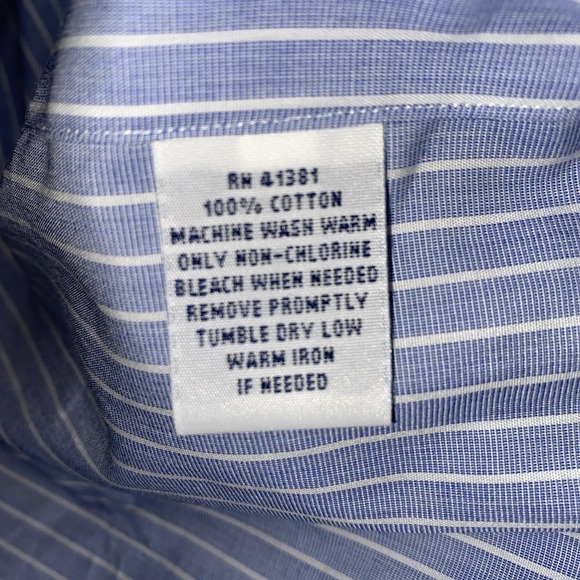 RN 41381
100% COTTON
MACHINE WASH WARM
ONLY NON-CHLORINE
BLEACH WHEN NEEDED
REMOVE PROMPTLY
TUMBLE DRY LOW
WARM IRON
IF NEEDED